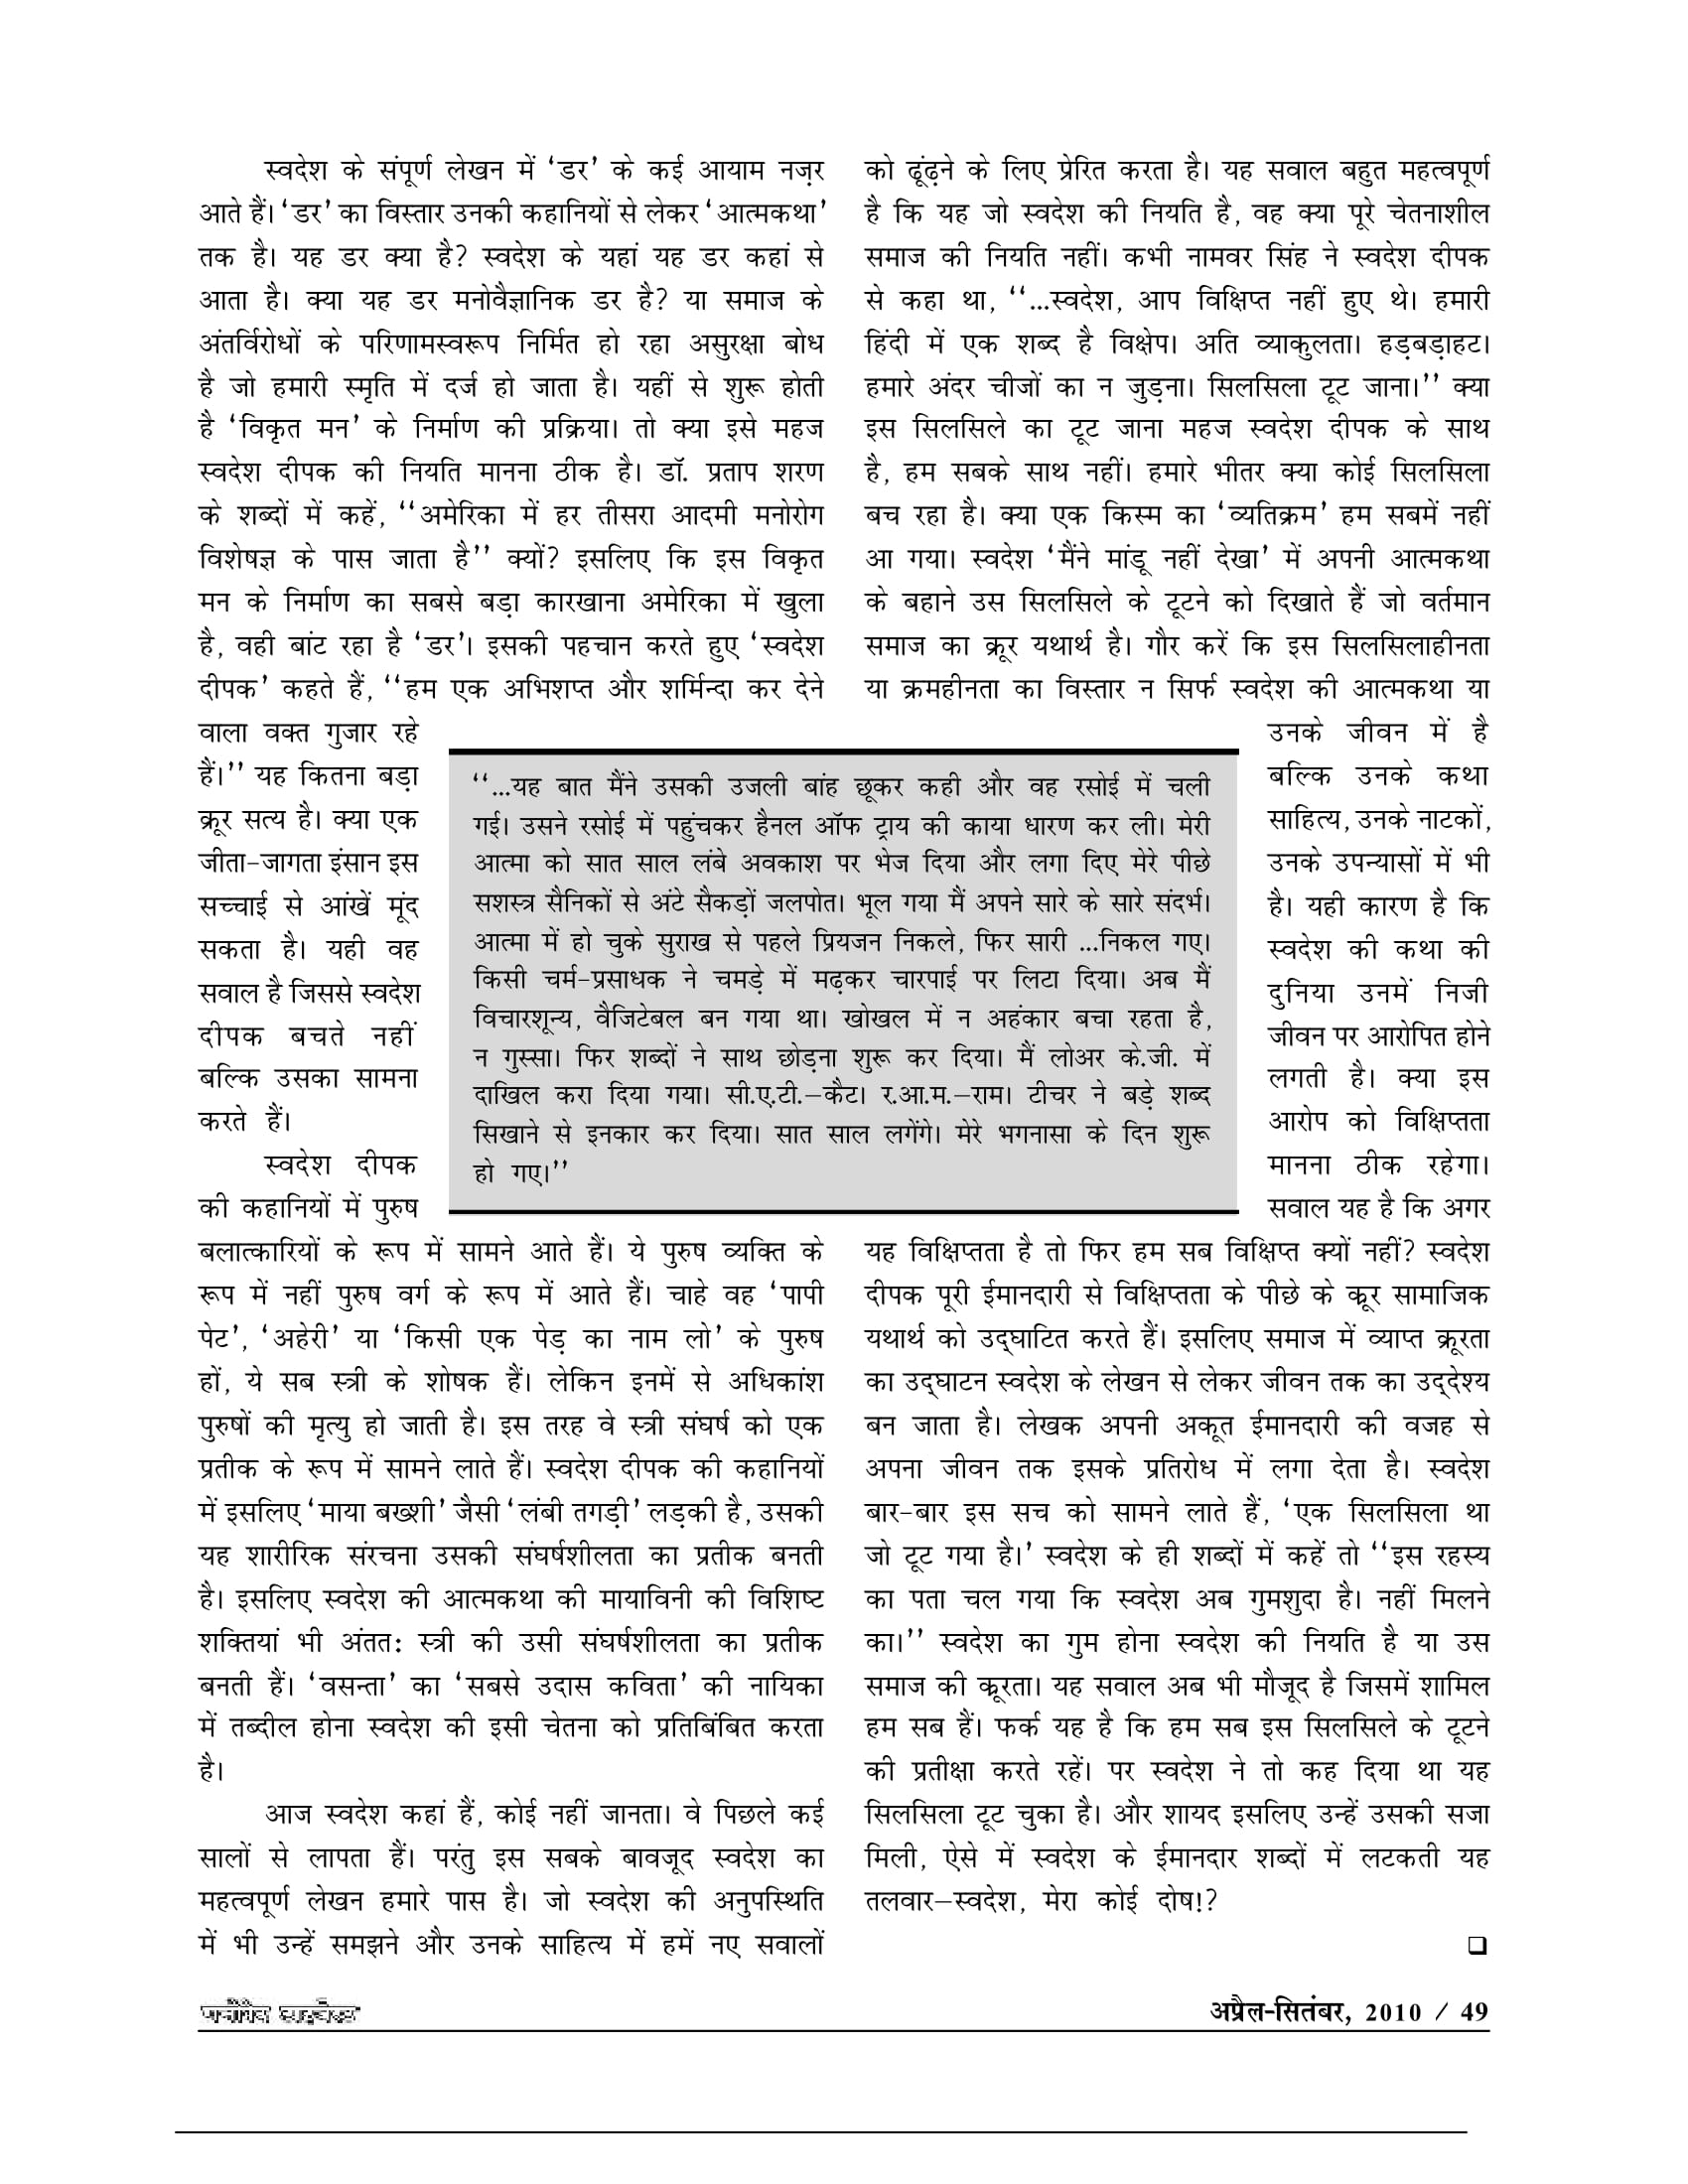 स्वदेश के संपूर्ण लेखन में ‘डर’ के कई आयाम नज़र
आते हैं। ‘डर’ का विस्तार उनकी कहानियों से लेकर ‘आत्मकथा’
तक है। यह डर क्या है? स्वदेश के यहां यह डर कहां से
आता है। क्या यह डर मनोवैज्ञानिक डर है? या समाज के
अंतर्विरोधों के परिणामस्वरूप निर्मित हो रहा असुरक्षा बोध
है जो हमारी स्मृति में दर्ज हो जाता है। यहीं से शुरू होती
है ‘विकृत मन’ के निर्माण की प्रक्रिया। तो क्या इसे महज
स्वदेश दीपक की नियति मानना ठीक है। डॉ. प्रताप शरण
के शब्दों में कहें, ‘‘अमेरिका में हर तीसरा आदमी मनोरोग
विशेषज्ञ के पास जाता है’’ क्यों? इसलिए कि इस विकृत
मन के निर्माण का सबसे बड़ा कारखाना अमेरिका में खुला
है, वही बांट रहा है ‘डर’। इसकी पहचान करते हुए ‘स्वदेश
दीपक’ कहते हैं, ‘‘हम एक अभिशप्त और शर्मिन्दा कर देने
वाला वक्त गुजार रहे
हैं।’’ यह कितना बड़ा
क्रूर सत्य है। क्या एक
जीता-जागता इंसान इस
सच्चाई से आंखें मूंद
सकता है। यही वह
सवाल है जिससे स्वदेश
दीपक बचते नहीं
बल्कि उसका सामना
करते हैं।
स्वदेश दीपक
की कहानियों में पुरुष
बलात्कारियों के रूप में सामने आते हैं। ये पुरुष व्यक्ति के
रूप में नहीं पुरुष वर्ग के रूप में आते हैं। चाहे वह ‘पापी
पेट’, ‘अहेरी’ या ‘किसी एक पेड़ का नाम लो’ के पुरुष
हों, ये सब स्त्री के शोषक हैं। लेकिन इनमें से अधिकांश
पुरुषों की मृत्यु हो जाती है। इस तरह वे स्त्री संघर्ष को एक
प्रतीक के रूप में सामने लाते हैं। स्वदेश दीपक की कहानियों
में इसलिए ‘माया बख्शी’ जैसी ‘लंबी तगड़ी’ लड़की है, उसकी
यह शारीरिक संरचना उसकी संघर्षशीलता का प्रतीक बनती
है। इसलिए स्वदेश की आत्मकथा की मायाविनी की विशिष्ट
शक्तियां भी अंततः स्त्री की उसी संघर्षशीलता का प्रतीक
बनती हैं। ‘वसन्ता’ का ‘सबसे उदास कविता’ की नायिका
में तब्दील होना स्वदेश की इसी चेतना को प्रतिबिंबित करता
है।
आज स्वदेश कहां हैं, कोई नहीं जानता। वे पिछले कई
सालों से लापता हैं। परंतु इस सबके बावजूद स्वदेश का
महत्वपूर्ण लेखन हमारे पास है। जो स्वदेश की अनुपस्थिति
में भी उन्हें समझने और उनके साहित्य में हमें नए सवालों
‘‘...यह बात मैंने उसकी उजली बांह छूकर कही और वह रसोई में चली
गई। उसने रसोई में पहुंचकर हैनल ऑफ ट्राय की काया धारण कर ली। मेरी
आत्मा को सात साल लंबे अवकाश पर भेज दिया और लगा दिए मेरे पीछे
सशस्त्र सैनिकों से अंटे सैकड़ों जलपोत। भूल गया मैं अपने सारे के सारे संदर्भ।
आत्मा में हो चुके सुराख से पहले प्रियजन निकले, फिर सारी ...निकल गए।
किसी चर्म-प्रसाधक ने चमड़े में मढ़कर चारपाई पर लिटा दिया। अब मैं
विचारशून्य, वैजिटेबल बन गया था। खोखल में न अहंकार बचा रहता है,
न गुस्सा। फिर शब्दों ने साथ छोड़ना शुरू कर दिया। मैं लोअर के.जी. में
दाखिल करा दिया गया। सी.ए.टी.–कैट। र.आ.म.–राम। टीचर ने बड़े शब्द
सिखाने से इनकार कर दिया। सात साल लगेंगे। मेरे भगनासा के दिन शुरू
हो गए।’’
को ढूंढ़ने के लिए प्रेरित करता है। यह सवाल बहुत महत्वपूर्ण
है कि यह जो स्वदेश की नियति है, वह क्या पूरे चेतनाशील
समाज की नियति नहीं। कभी नामवर सिंह ने स्वदेश दीपक
से कहा था, ‘‘...स्वदेश, आप विक्षिप्त नहीं हुए थे। हमारी
हिंदी में एक शब्द है विक्षेप। अति व्याकुलता। हड़बड़ाहट।
हमारे अंदर चीजों का न जुड़ना। सिलसिला टूट जाना।’’ क्या
इस सिलसिले का टूट जाना महज स्वदेश दीपक के साथ
है, हम सबके साथ नहीं। हमारे भीतर क्या कोई सिलसिला
बच रहा है। क्या एक किस्म का ‘व्यतिक्रम’ हम सबमें नहीं
आ गया। स्वदेश ‘मैंने मांडू नहीं देखा’ में अपनी आत्मकथा
के बहाने उस सिलसिले के टूटने को दिखाते हैं जो वर्तमान
समाज का क्रूर यथार्थ है। गौर करें कि इस सिलसिलाहीनता
या क्रमहीनता का विस्तार न सिर्फ स्वदेश की आत्मकथा या
उनके जीवन में है
बल्कि उनके कथा
साहित्य, उनके नाटकों,
उनके उपन्यासों में भी
है। यही कारण है कि
स्वदेश की कथा की
दुनिया उनमें निजी
जीवन पर आरोपित होने
लगती है। क्या इस
आरोप को विक्षिप्तता
मानना ठीक रहेगा।
सवाल यह है कि अगर
यह विक्षिप्तता है तो फिर हम सब विक्षिप्त क्यों नहीं? स्वदेश
दीपक पूरी ईमानदारी से विक्षिप्तता के पीछे के क्रूर सामाजिक
यथार्थ को उद्‌घाटित करते हैं। इसलिए समाज में व्याप्त क्रूरता
का उद्‌घाटन स्वदेश के लेखन से लेकर जीवन तक का उद्‌देश्य
बन जाता है। लेखक अपनी अकूत ईमानदारी की वजह से
अपना जीवन तक इसके प्रतिरोध में लगा देता है। स्वदेश
बार-बार इस सच को सामने लाते हैं, ‘एक सिलसिला था
जो टूट गया है।’ स्वदेश के ही शब्दों में कहें तो ‘‘इस रहस्य
का पता चल गया कि स्वदेश अब गुमशुदा है। नहीं मिलने
का।’’ स्वदेश का गुम होना स्वदेश की नियति है या उस
समाज की क्रूरता। यह सवाल अब भी मौजूद है जिसमें शामिल
हम सब हैं। फर्क यह है कि हम सब इस सिलसिले के टूटने
की प्रतीक्षा करते रहें। पर स्वदेश ने तो कह दिया था यह
सिलसिला टूट चुका है। और शायद इसलिए उन्हें उसकी सजा
मिली, ऐसे में स्वदेश के ईमानदार शब्दों में लटकती यह
तलवार–स्वदेश, मेरा कोई दोष!?
❑
अप्रैल-सितंबर, 2010 / 49